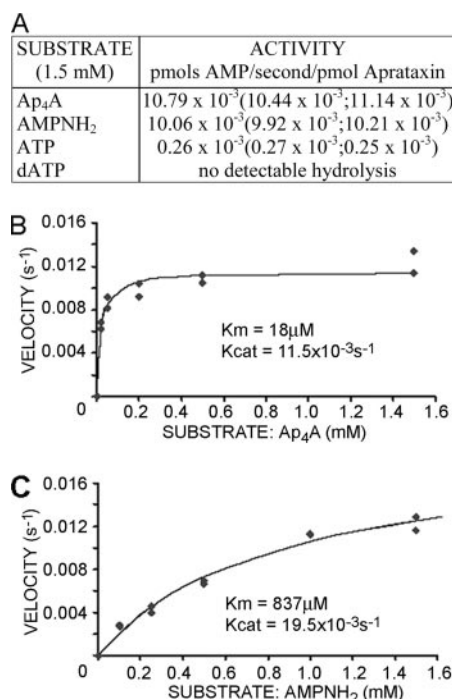 A
SUBSTRATE ACTIVITY
(1.5 mM) pmols AMP/second/pmol Aprataxin
Ap₄A 10.79 x 10⁻³(10.44 x 10⁻³;11.14 x 10⁻³)
AMPNH₂ 10.06 x 10⁻³(9.92 x 10⁻³;10.21 x 10⁻³)
ATP 0.26 x 10⁻³(0.27 x 10⁻³;0.25 x 10⁻³)
dATP no detectable hydrolysis
B
VELOCITY (s⁻¹)
0.016
0.012
0.008
0.004
Km = 18μM
Kcat = 11.5x10⁻³s⁻¹
0 0.2 0.4 0.6 0.8 1.0 1.2 1.4 1.6
SUBSTRATE: Ap₄A (mM)
C
VELOCITY (s⁻¹)
0.016
0.012
0.008
0.004
Km = 837μM
Kcat = 19.5x10⁻³s⁻¹
0 0.2 0.4 0.6 0.8 1.0 1.2 1.4 1.6
SUBSTRATE: AMPNH₂ (mM)